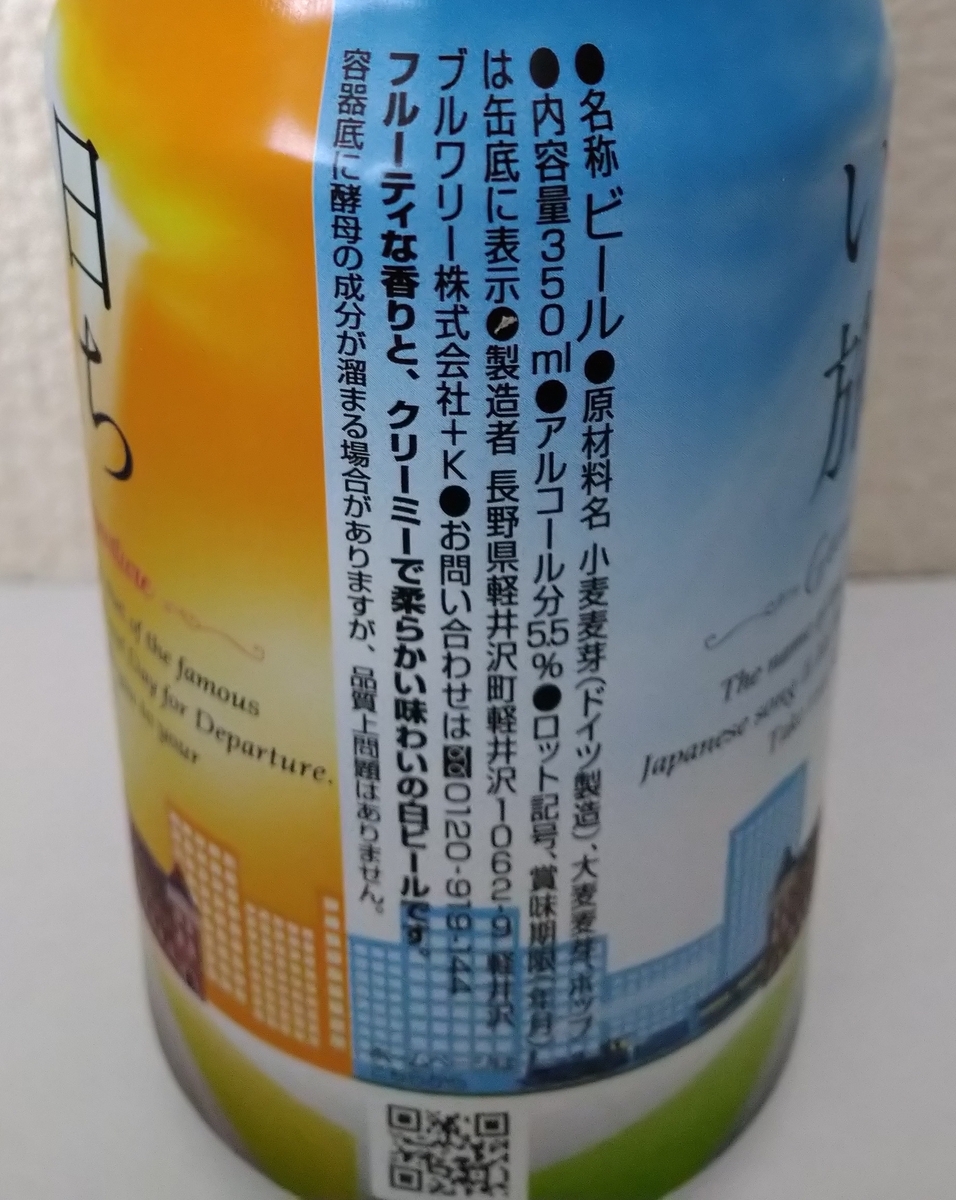 ●名称 ビール●原材料名 小麦麦芽(ドイツ製造)、大麦麦芽、ホップ
●内容量350ml●アルコール分5.5%●ロット記号、賞味期限(年月)
は缶底に表示 製造者 長野県軽井沢町軽井沢1062-9 軽井沢
ブルワリー株式会社+K●お問い合わせは 0120-919-144
フルーティな香りと、クリーミーで柔らかい味わいの白ビールです。
容器底に酵母の成分が溜まる場合がありますが、品質上問題はありません。
い旅
The name
Japanese song
日立ち
of the famous
Day for Departure.
your